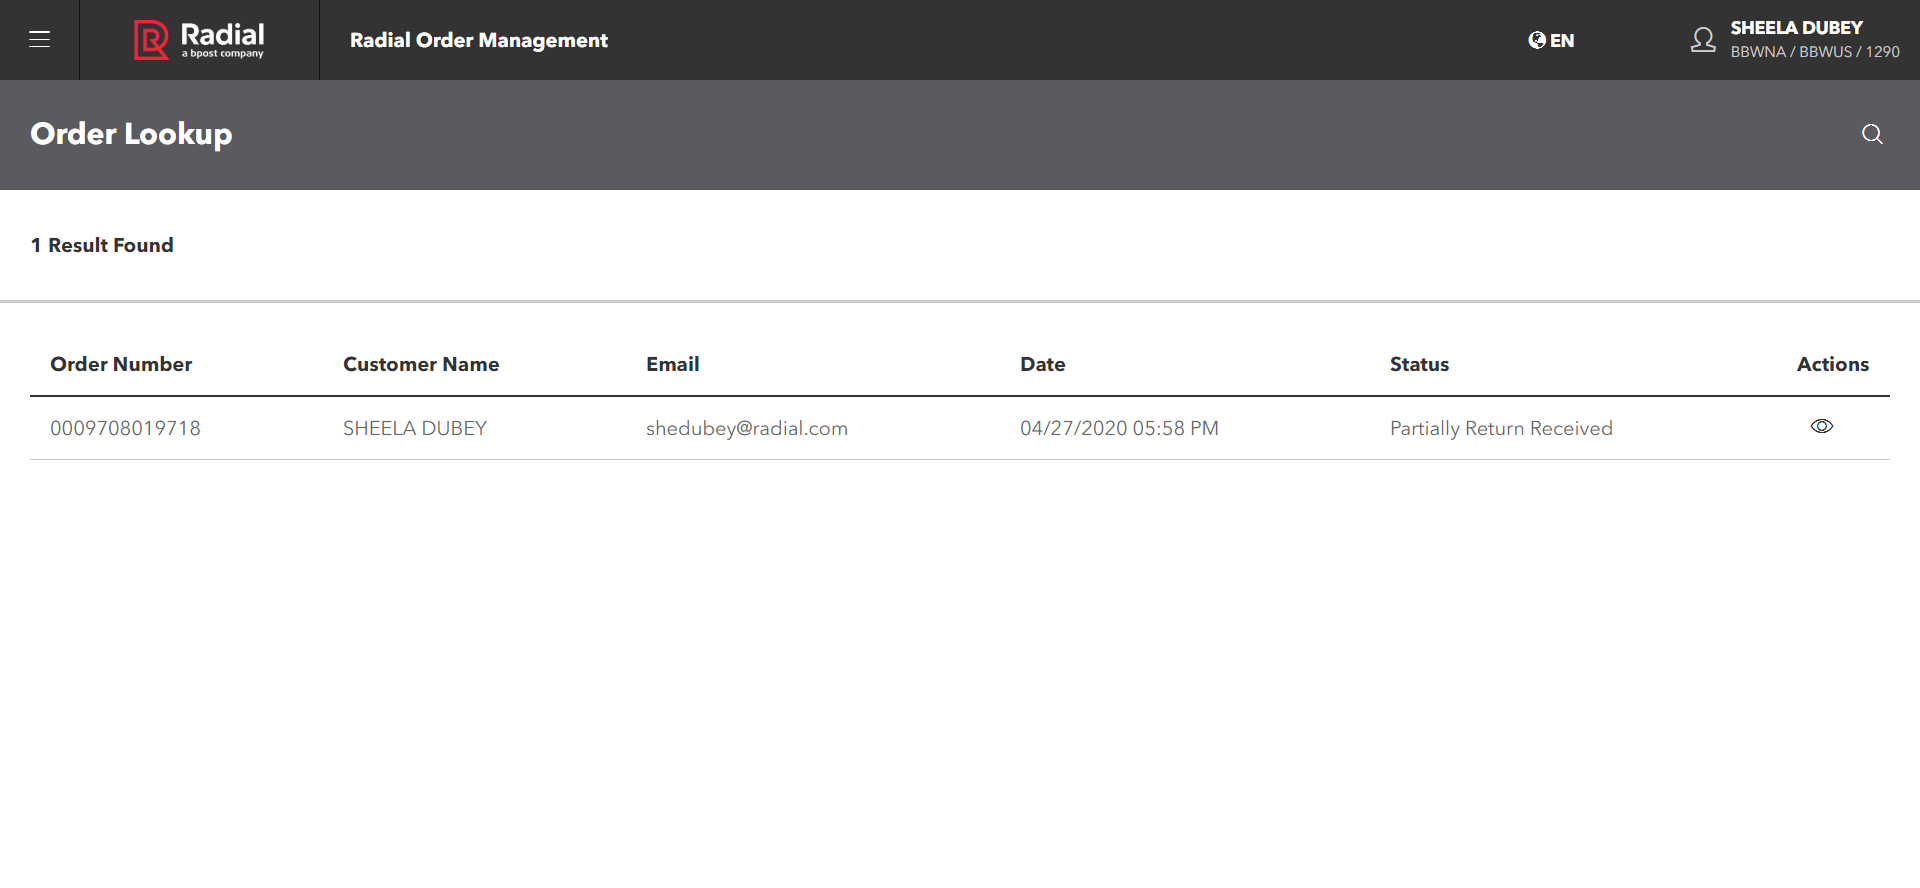 Radial
a bpost company
Radial Order Management
EN
SHEELA DUBEY
BBWNA / BBWUS / 1290
Order Lookup
1 Result Found
Order Number Customer Name Email Date Status Actions
0009708019718 SHEELA DUBEY shedubey@radial.com 04/27/2020 05:58 PM Partially Return Received